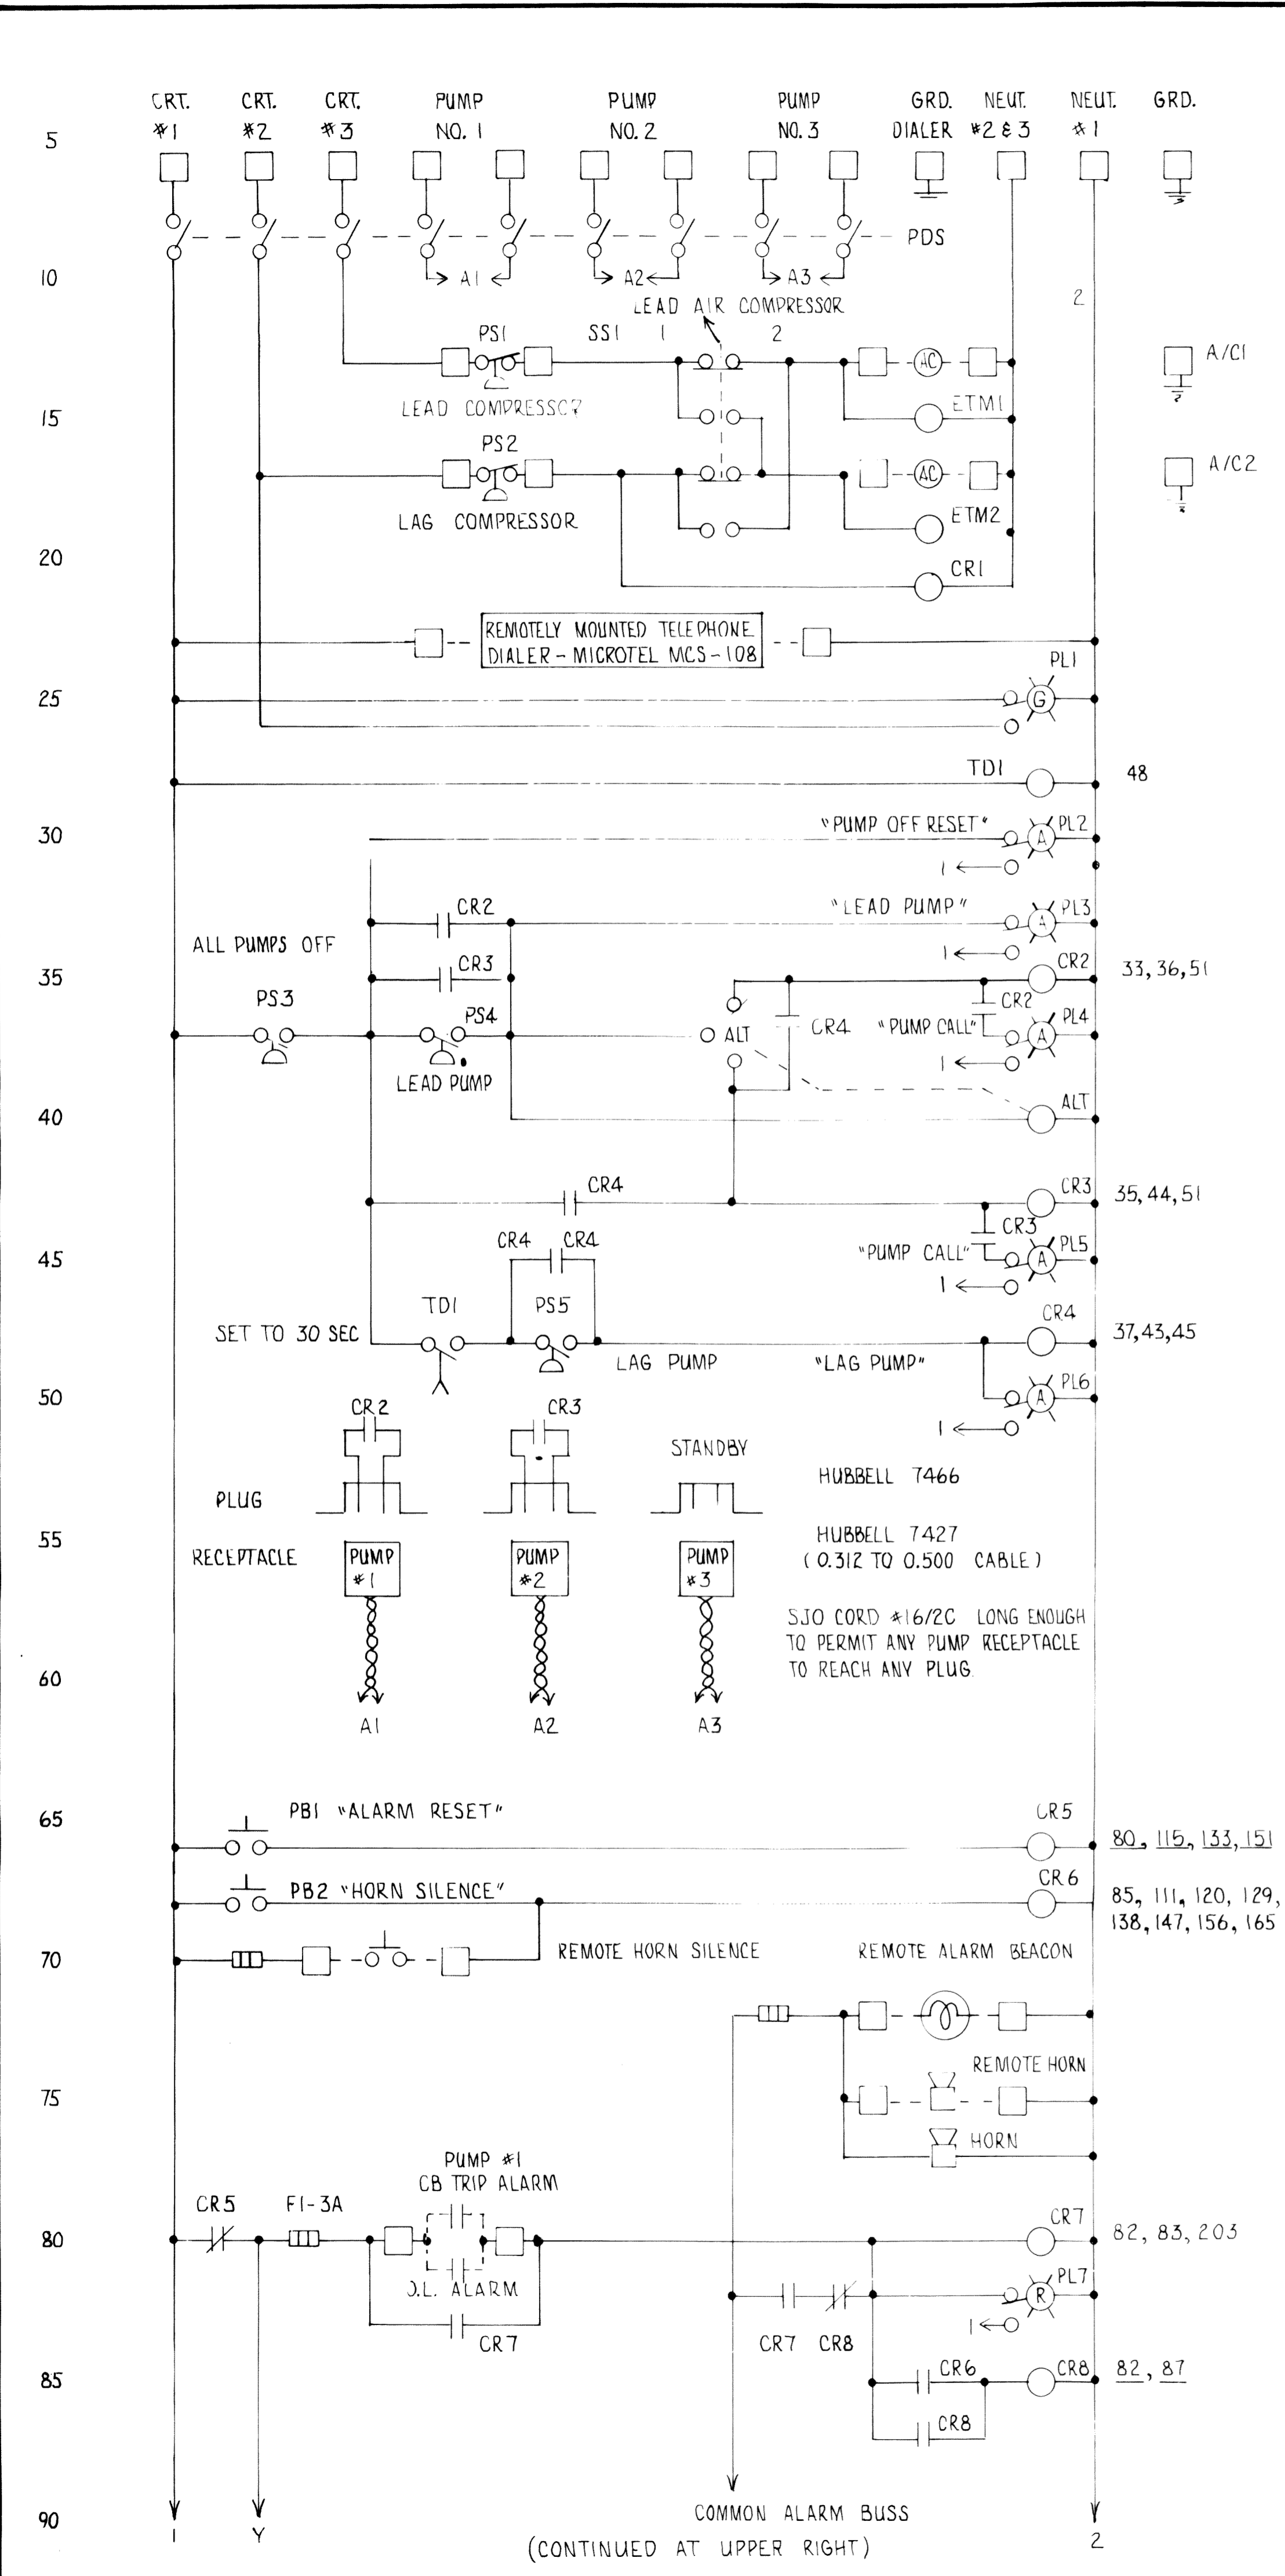 CRT. CRT. CRT. PUMP PUMP PUMP GRD. NEUT. NEUT. GRD.
5 #1 #2 #3 NO. 1 NO. 2 NO. 3 DIALER #2 & 3 #1
PDS
10 A1 A2 A3
LEAD AIR COMPRESSOR 2
PS1 SS1 1 2
AC A/C1
LEAD COMPRESSOR ETM1
15
PS2
AC A/C2
LAG COMPRESSOR ETM2
20
CR1
REMOTELY MOUNTED TELEPHONE
DIALER - MICROTEL MCS-108
PL1
25 G
TD1 48
30 "PUMP OFF RESET" A PL2
1
CR2 "LEAD PUMP" A PL3
ALL PUMPS OFF 1
35 CR3 CR2 33, 36, 51
PS3 PS4 CR2
ALT CR4 "PUMP CALL" A PL4
1
LEAD PUMP
40 ALT
CR4 CR3 35, 44, 51
CR4 CR4 CR3
45 "PUMP CALL" A PL5
1
TD1 PS5 CR4
SET TO 30 SEC 37, 43, 45
LAG PUMP "LAG PUMP"
50 A PL6
CR2 CR3 1
STANDBY
HUBBELL 7466
PLUG
55 HUBBELL 7427
RECEPTACLE PUMP PUMP PUMP (0.312 TO 0.500 CABLE)
#1 #2 #3
SJO CORD #16/2C LONG ENOUGH
TO PERMIT ANY PUMP RECEPTACLE
60 TO REACH ANY PLUG.
A1 A2 A3
65 PB1 "ALARM RESET" CR5
80, 115, 133, 151
PB2 "HORN SILENCE" CR6
85, 111, 120, 129,
138, 147, 156, 165
70 REMOTE HORN SILENCE REMOTE ALARM BEACON
75 REMOTE HORN
HORN
PUMP #1
CB TRIP ALARM
CR5 F1-3A
80 CR7 82, 83, 203
O.L. ALARM PL7
R
1
CR7 CR7 CR8
85 CR6 CR8 82, 87
CR8
90 COMMON ALARM BUSS
1 Y (CONTINUED AT UPPER RIGHT) 2